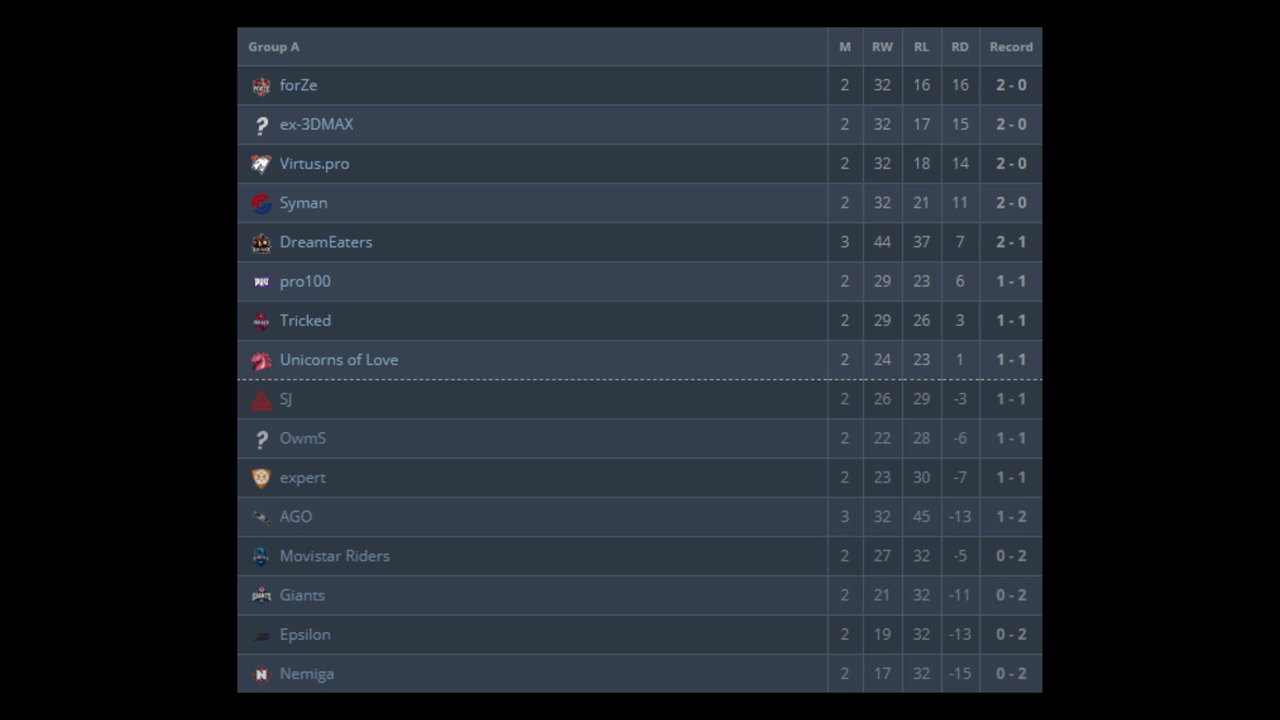 Group A M RW RL RD Record
forZe 2 32 16 16 2 - 0
? ex-3DMAX 2 32 17 15 2 - 0
Virtus.pro 2 32 18 14 2 - 0
Syman 2 32 21 11 2 - 0
DreamEaters 3 44 37 7 2 - 1
pro100 2 29 23 6 1 - 1
Tricked 2 29 26 3 1 - 1
Unicorns of Love 2 24 23 1 1 - 1
SJ 2 26 29 -3 1 - 1
? OwmS 2 22 28 -6 1 - 1
expert 2 23 30 -7 1 - 1
AGO 3 32 45 -13 1 - 2
Movistar Riders 2 27 32 -5 0 - 2
GIANTS Giants 2 21 32 -11 0 - 2
Epsilon 2 19 32 -13 0 - 2
N Nemiga 2 17 32 -15 0 - 2